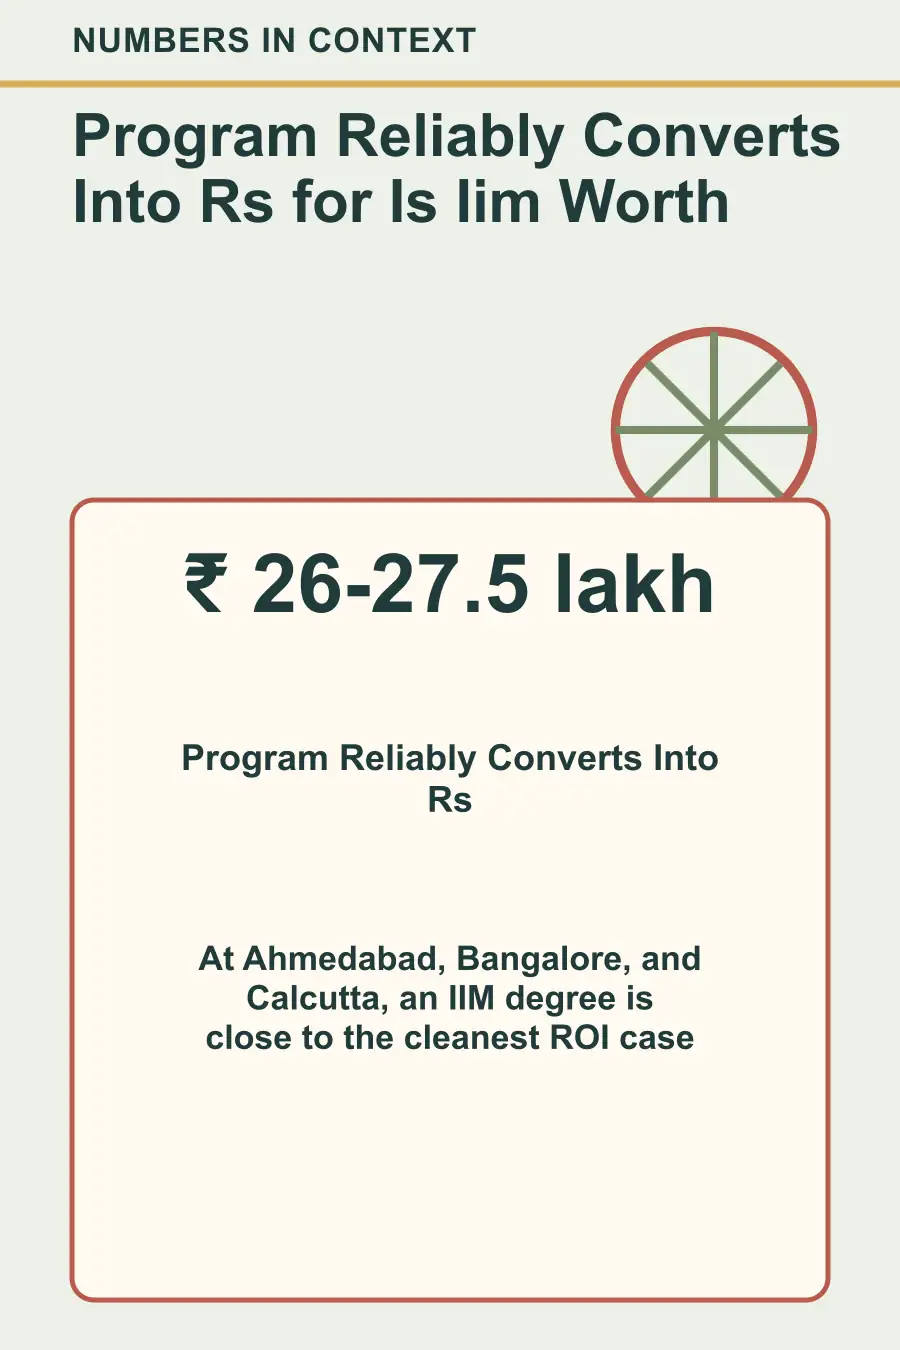 NUMBERS IN CONTEXT
Program Reliably Converts
Into Rs for Is Iim Worth
₹ 26-27.5 lakh
Program Reliably Converts Into
Rs
At Ahmedabad, Bangalore, and
Calcutta, an IIM degree is
close to the cleanest ROI case